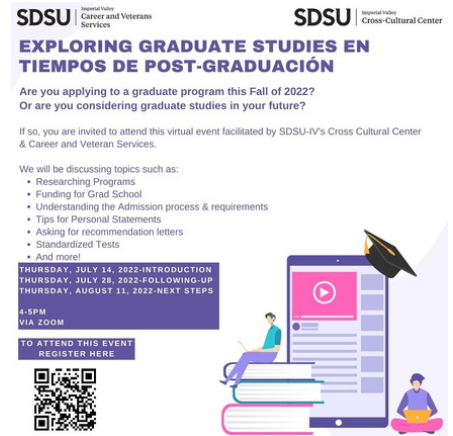 SDSU
Imperial Valley
Career and Veterans
Services
SDSU
Imperial Valley
Cross-Cultural Center
EXPLORING GRADUATE STUDIES EN
TIEMPOS DE POST-GRADUACIÓN
Are you applying to a graduate program this Fall of 2022?
Or are you considering graduate studies in your future?
If so, you are invited to attend this virtual event facilitated by SDSU-IV's Cross Cultural Center
& Career and Veteran Services.
We will be discussing topics such as:
• Researching Programs
• Funding for Grad School
• Understanding the Admission process & requirements
• Tips for Personal Statements
• Asking for recommendation letters
• Standardized Tests
• And more!
THURSDAY, JULY 14, 2022-INTRODUCTION
THURSDAY, JULY 28, 2022-FOLLOWING-UP
THURSDAY, AUGUST 11, 2022-NEXT STEPS
4-5PM
VIA ZOOM
TO ATTEND THIS EVENT
REGISTER HERE